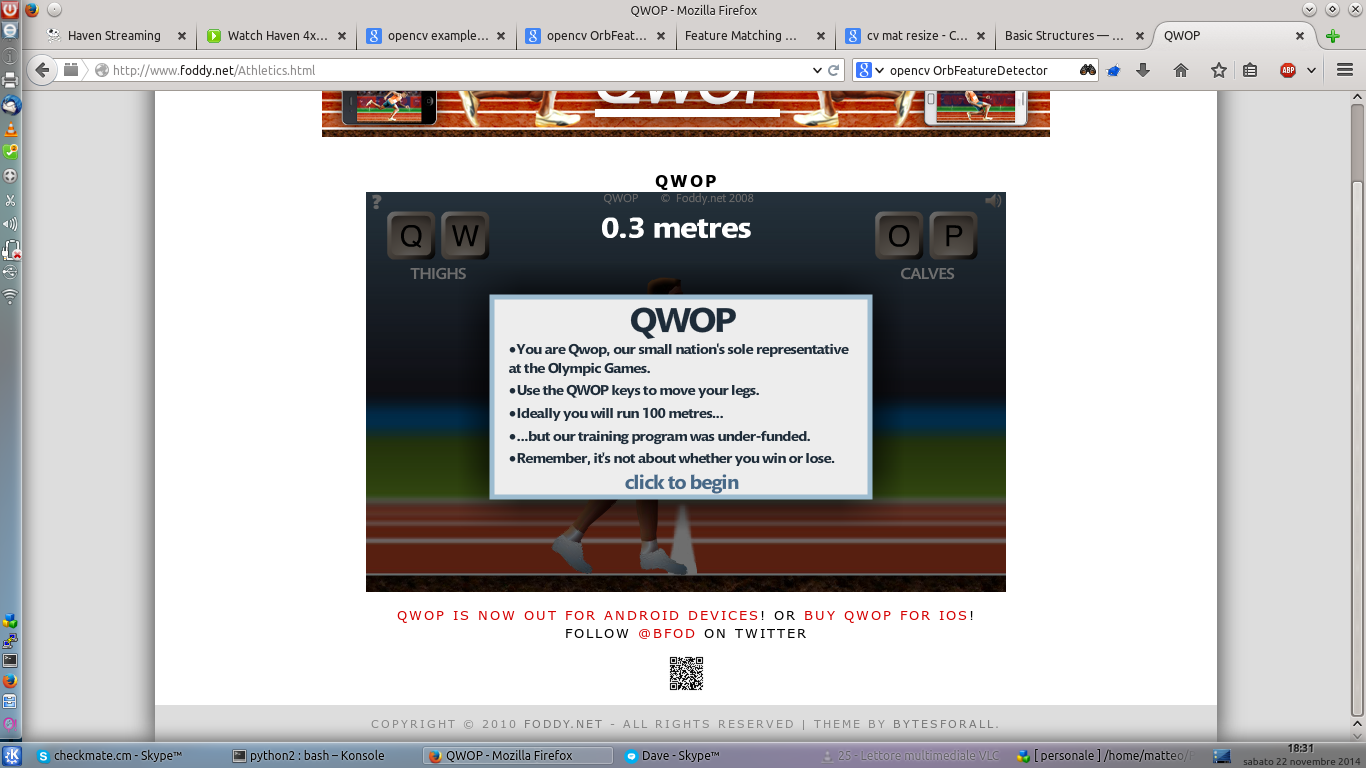 QWOP - Mozilla Firefox
Haven Streaming
Watch Haven 4x...
opencv example...
opencv OrbFeat...
Feature Matching ...
cv mat resize - C...
Basic Structures — ...
QWOP
http://www.foddy.net/Athletics.html
opencv OrbFeatureDetector
ABP
QWOP
QWOP
QWOP © Foddy.net 2008
?
0.3 metres
Q W
O P
THIGHS
CALVES
QWOP
•You are Qwop, our small nation's sole representative
at the Olympic Games.
•Use the QWOP keys to move your legs.
•Ideally you will run 100 metres...
•...but our training program was under-funded.
•Remember, it's not about whether you win or lose.
click to begin
QWOP IS NOW OUT FOR ANDROID DEVICES! OR BUY QWOP FOR IOS!
FOLLOW @BFOD ON TWITTER
COPYRIGHT © 2010 FODDY.NET - ALL RIGHTS RESERVED | THEME BY BYTESFORALL.
checkmate.cm - Skype™
python2 : bash – Konsole
QWOP - Mozilla Firefox
Dave - Skype™
25 - Lettore multimediale VLC
[ personale ] /home/matteo/
18:31
sabato 22 novembre 2014